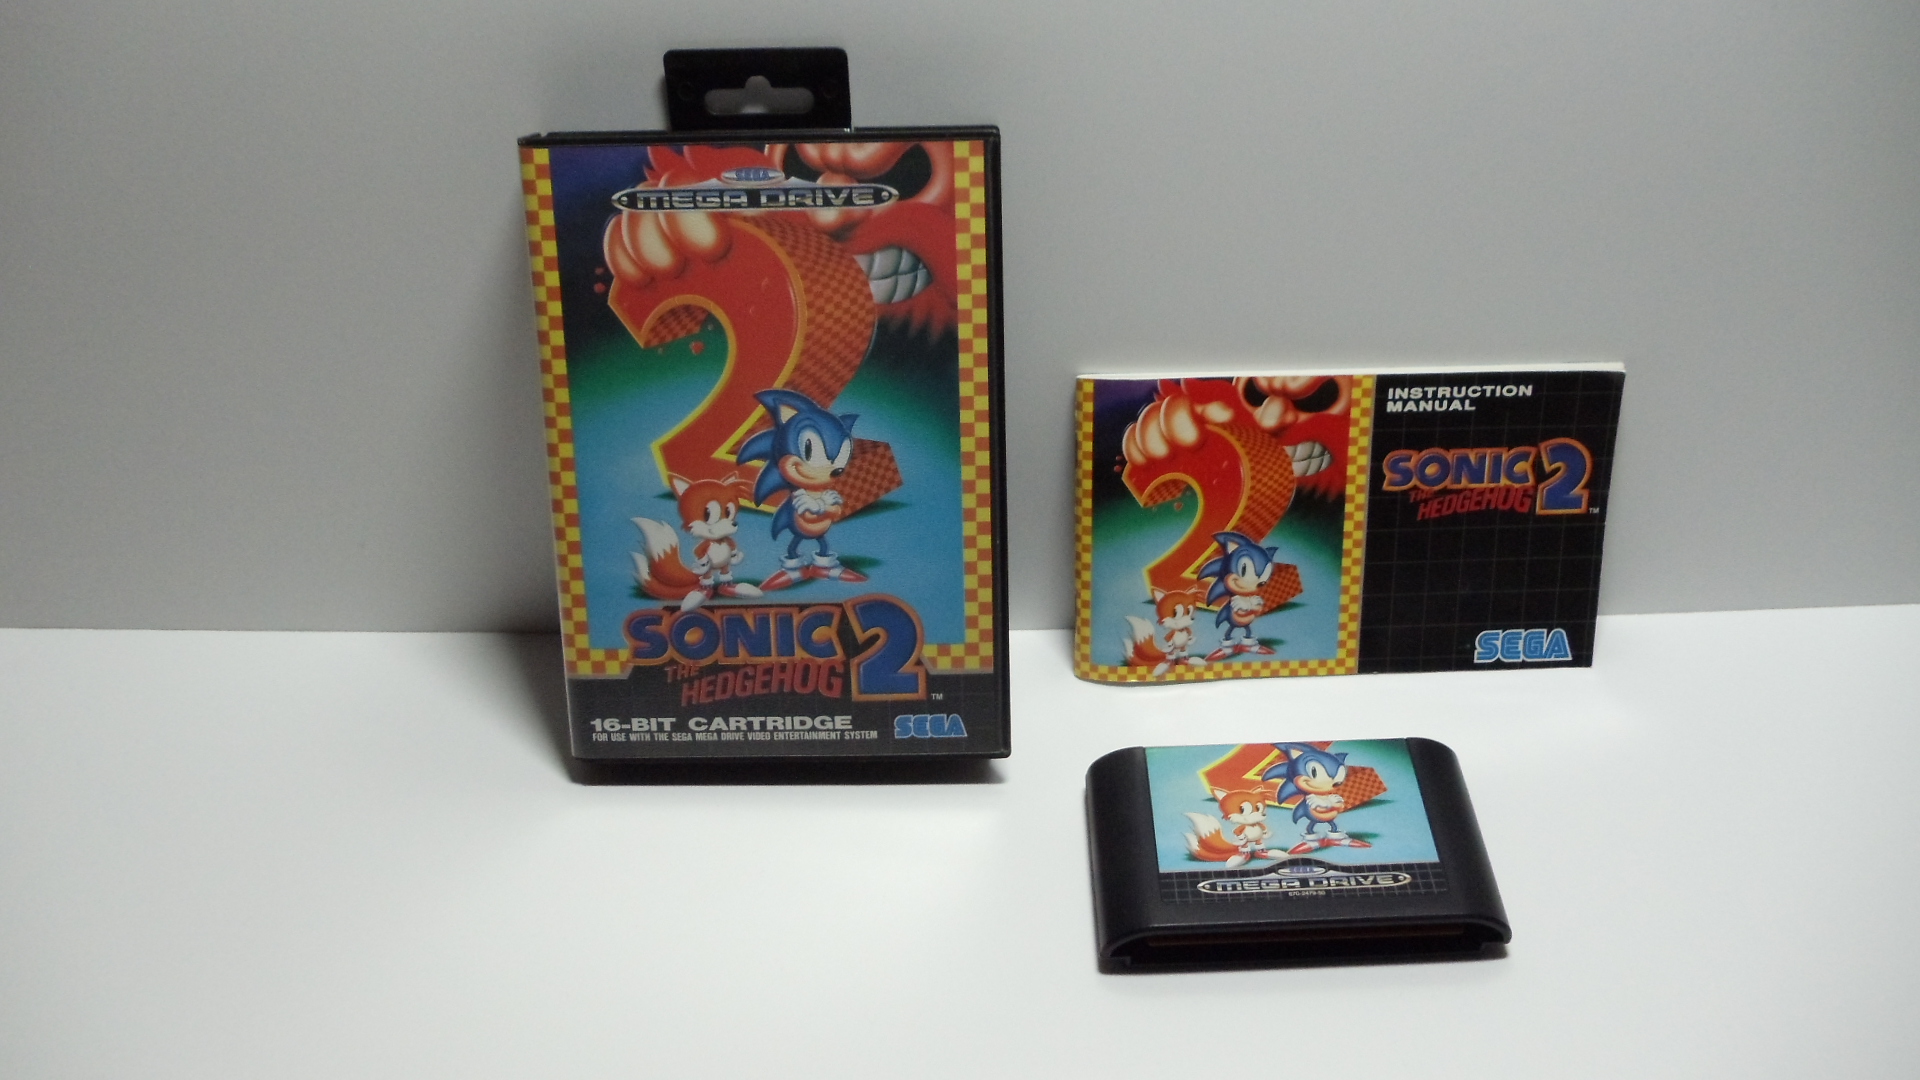 SEGA
MEGA DRIVE
SONIC 2
THE
HEDGEHOG
TM
16-BIT CARTRIDGE
FOR USE WITH THE SEGA MEGA DRIVE VIDEO ENTERTAINMENT SYSTEM
SEGA
INSTRUCTION
MANUAL
SONIC 2
THE
HEDGEHOG
TM
SEGA
SEGA
MEGA DRIVE